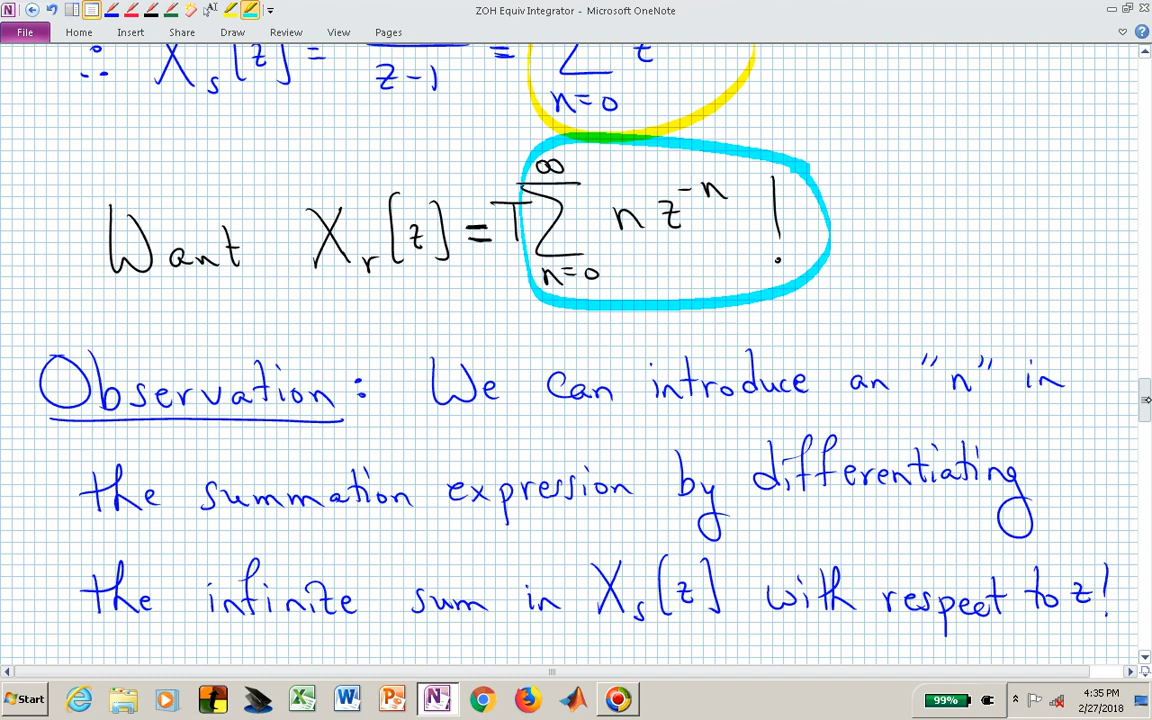 ZOH Equiv Integrator - Microsoft OneNote
File Home Insert Share Draw Review View Pages
∴ X_s[z] = / z-1 = Σ n=0
Want X_r[z] = T Σ n=0 ∞ n z^-n !
Observation: We can introduce an "n" in
the summation expression by differentiating
the infinite sum in X_s[z] with respect to z!
Start
99%
4:35 PM
2/27/2018